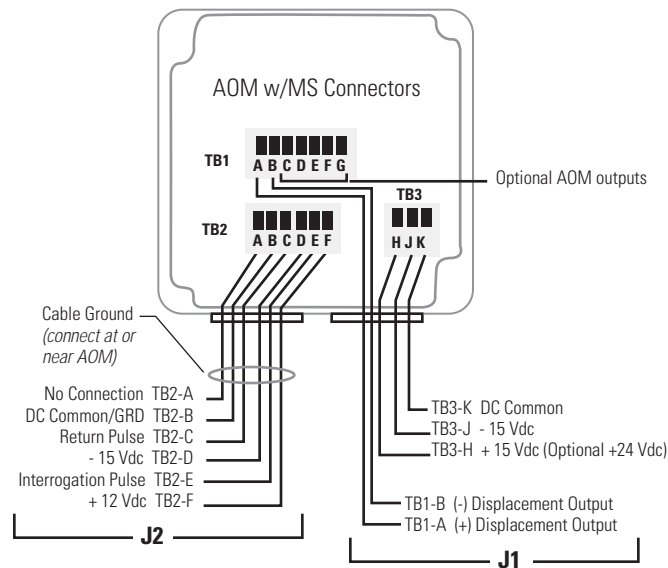 AOM w/MS Connectors
TB1
A B C D E F G
Optional AOM outputs
TB3
H J K
TB2
A B C D E F
Cable Ground
(connect at or
near AOM)
No Connection TB2-A
DC Common/GRD TB2-B
Return Pulse TB2-C
- 15 Vdc TB2-D
Interrogation Pulse TB2-E
+ 12 Vdc TB2-F
J2
TB3-K DC Common
TB3-J - 15 Vdc
TB3-H + 15 Vdc (Optional +24 Vdc)
TB1-B (-) Displacement Output
TB1-A (+) Displacement Output
J1